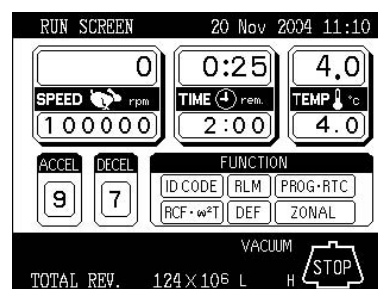 RUN SCREEN 20 Nov 2004 11:10
0 0:25 4.0
SPEED rpm TIME rem. TEMP °C
100000 2:00 4.0
ACCEL DECEL FUNCTION
9 7 ID CODE RLM PROG·RTC
RCF·ω²T DEF ZONAL
VACUUM
TOTAL REV. 124×10⁶ L H STOP